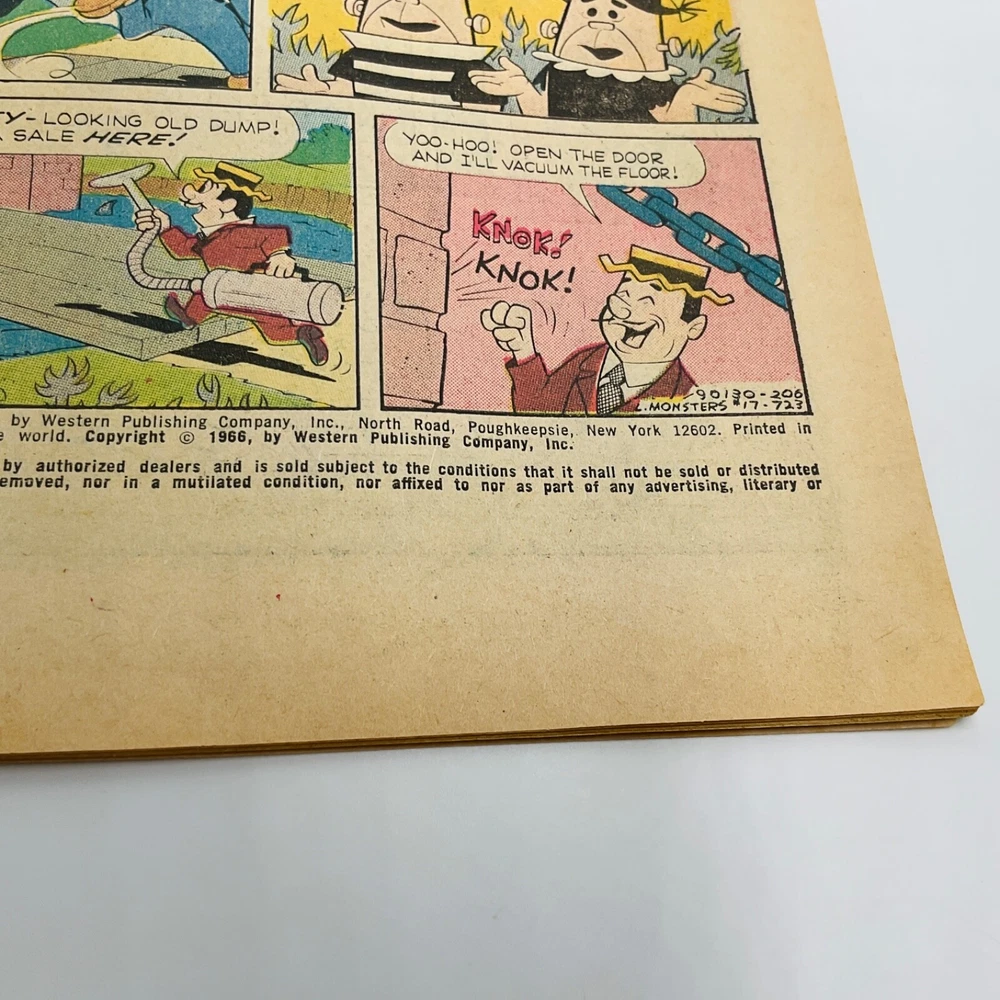 TY-LOOKING OLD DUMP!
A SALE HERE!
YOO-HOO! OPEN THE DOOR
AND I'LL VACUUM THE FLOOR!
KNOK!
KNOK!
90130-206
L.MONSTERS #17-723
by Western Publishing Company, Inc., North Road, Poughkeepsie, New York 12602. Printed in
e world. Copyright © 1966, by Western Publishing Company, Inc.
by authorized dealers and is sold subject to the conditions that it shall not be sold or distributed
emoved, nor in a mutilated condition, nor affixed to nor as part of any advertising, literary or